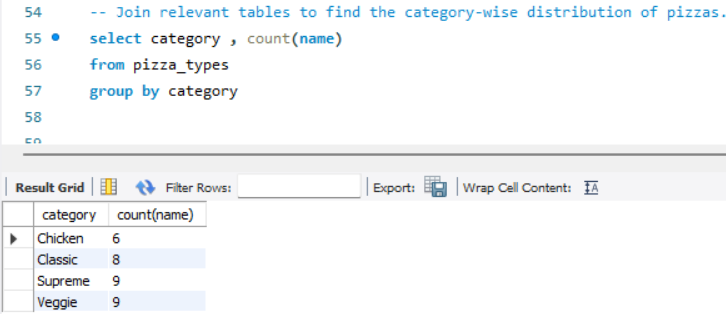 54 -- Join relevant tables to find the category-wise distribution of pizzas.
55 select category , count(name)
56 from pizza_types
57 group by category
58
59
Result Grid Filter Rows: Export: Wrap Cell Content: IA
category count(name)
Chicken 6
Classic 8
Supreme 9
Veggie 9